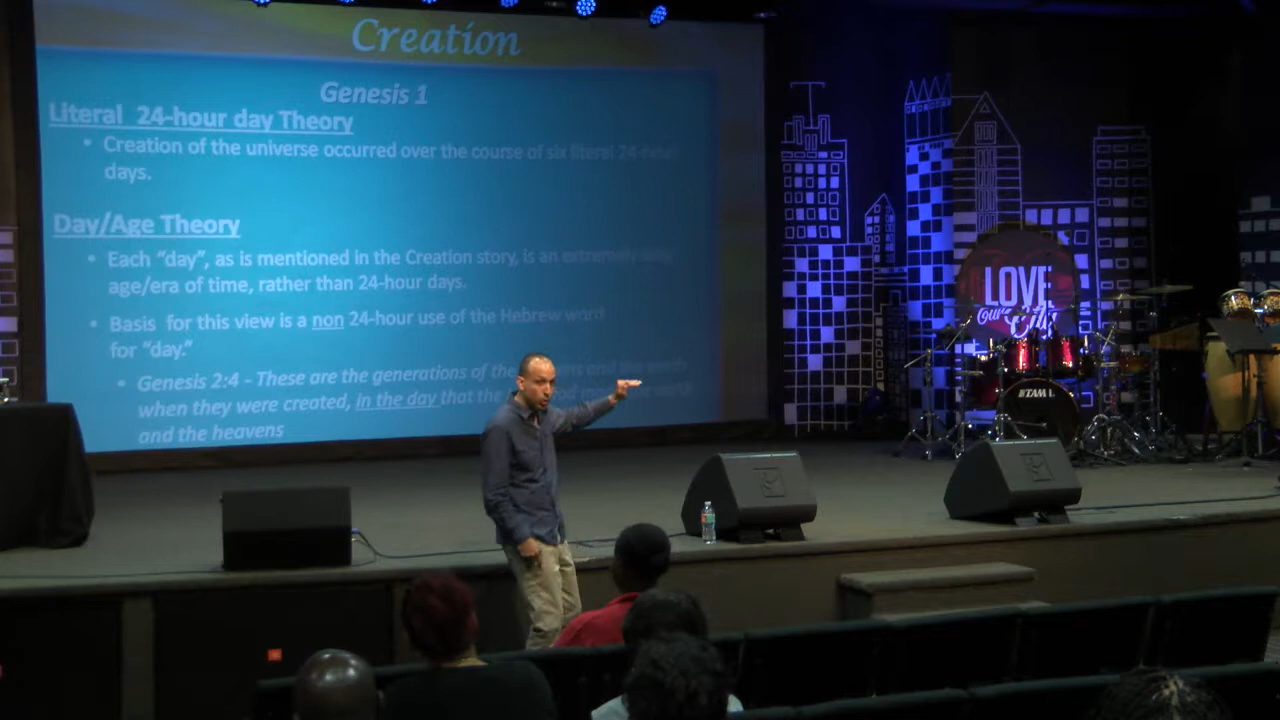 Creation
Genesis 1
Literal 24-hour day Theory
• Creation of the universe occurred over the course of six literal 24-hour
days.
Day/Age Theory
• Each "day", as is mentioned in the Creation story, is an extremely long
age/era of time, rather than 24-hour days.
• Basis for this view is a non 24-hour use of the Hebrew word
for "day."
• Genesis 2:4 - These are the generations of the
when they were created, in the day that the
and the heavens
LOVE
Our City
TAMA